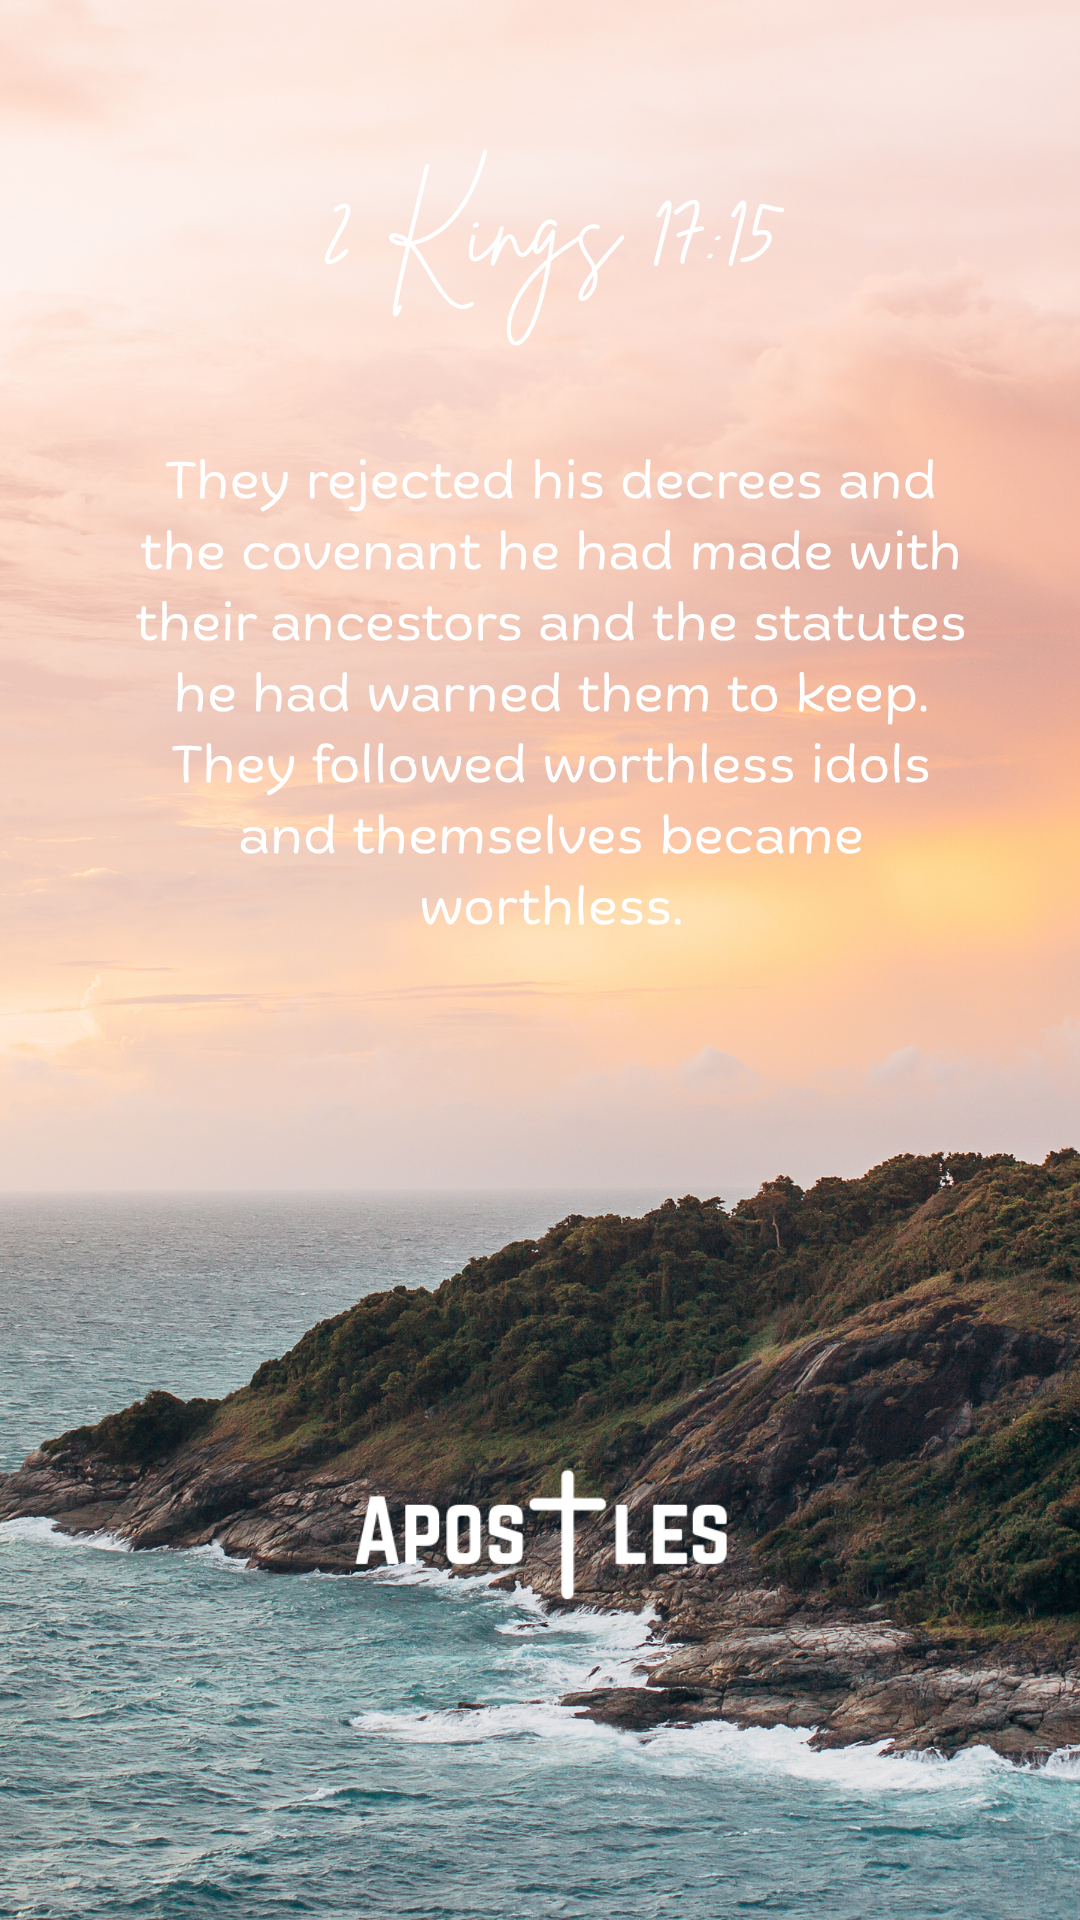 2 Kings 17:15
They rejected his decrees and
the covenant he had made with
their ancestors and the statutes
he had warned them to keep.
They followed worthless idols
and themselves became
worthless.
APOSTLES